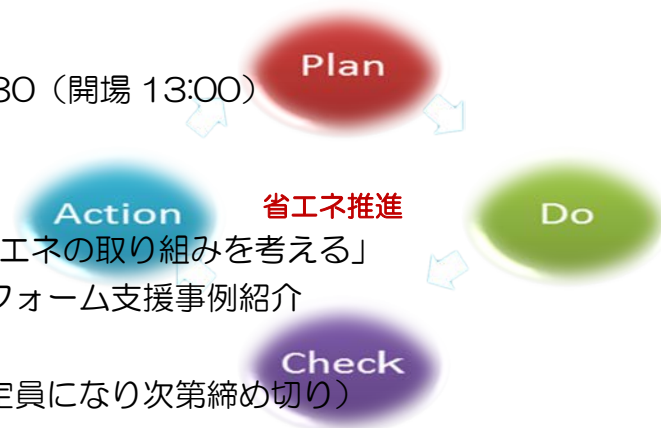 Plan
30（開場 13:00）
Action
省エネ推進
Do
エネの取り組みを考える」
フォーム支援事例紹介
Check
定員になり次第締め切り）